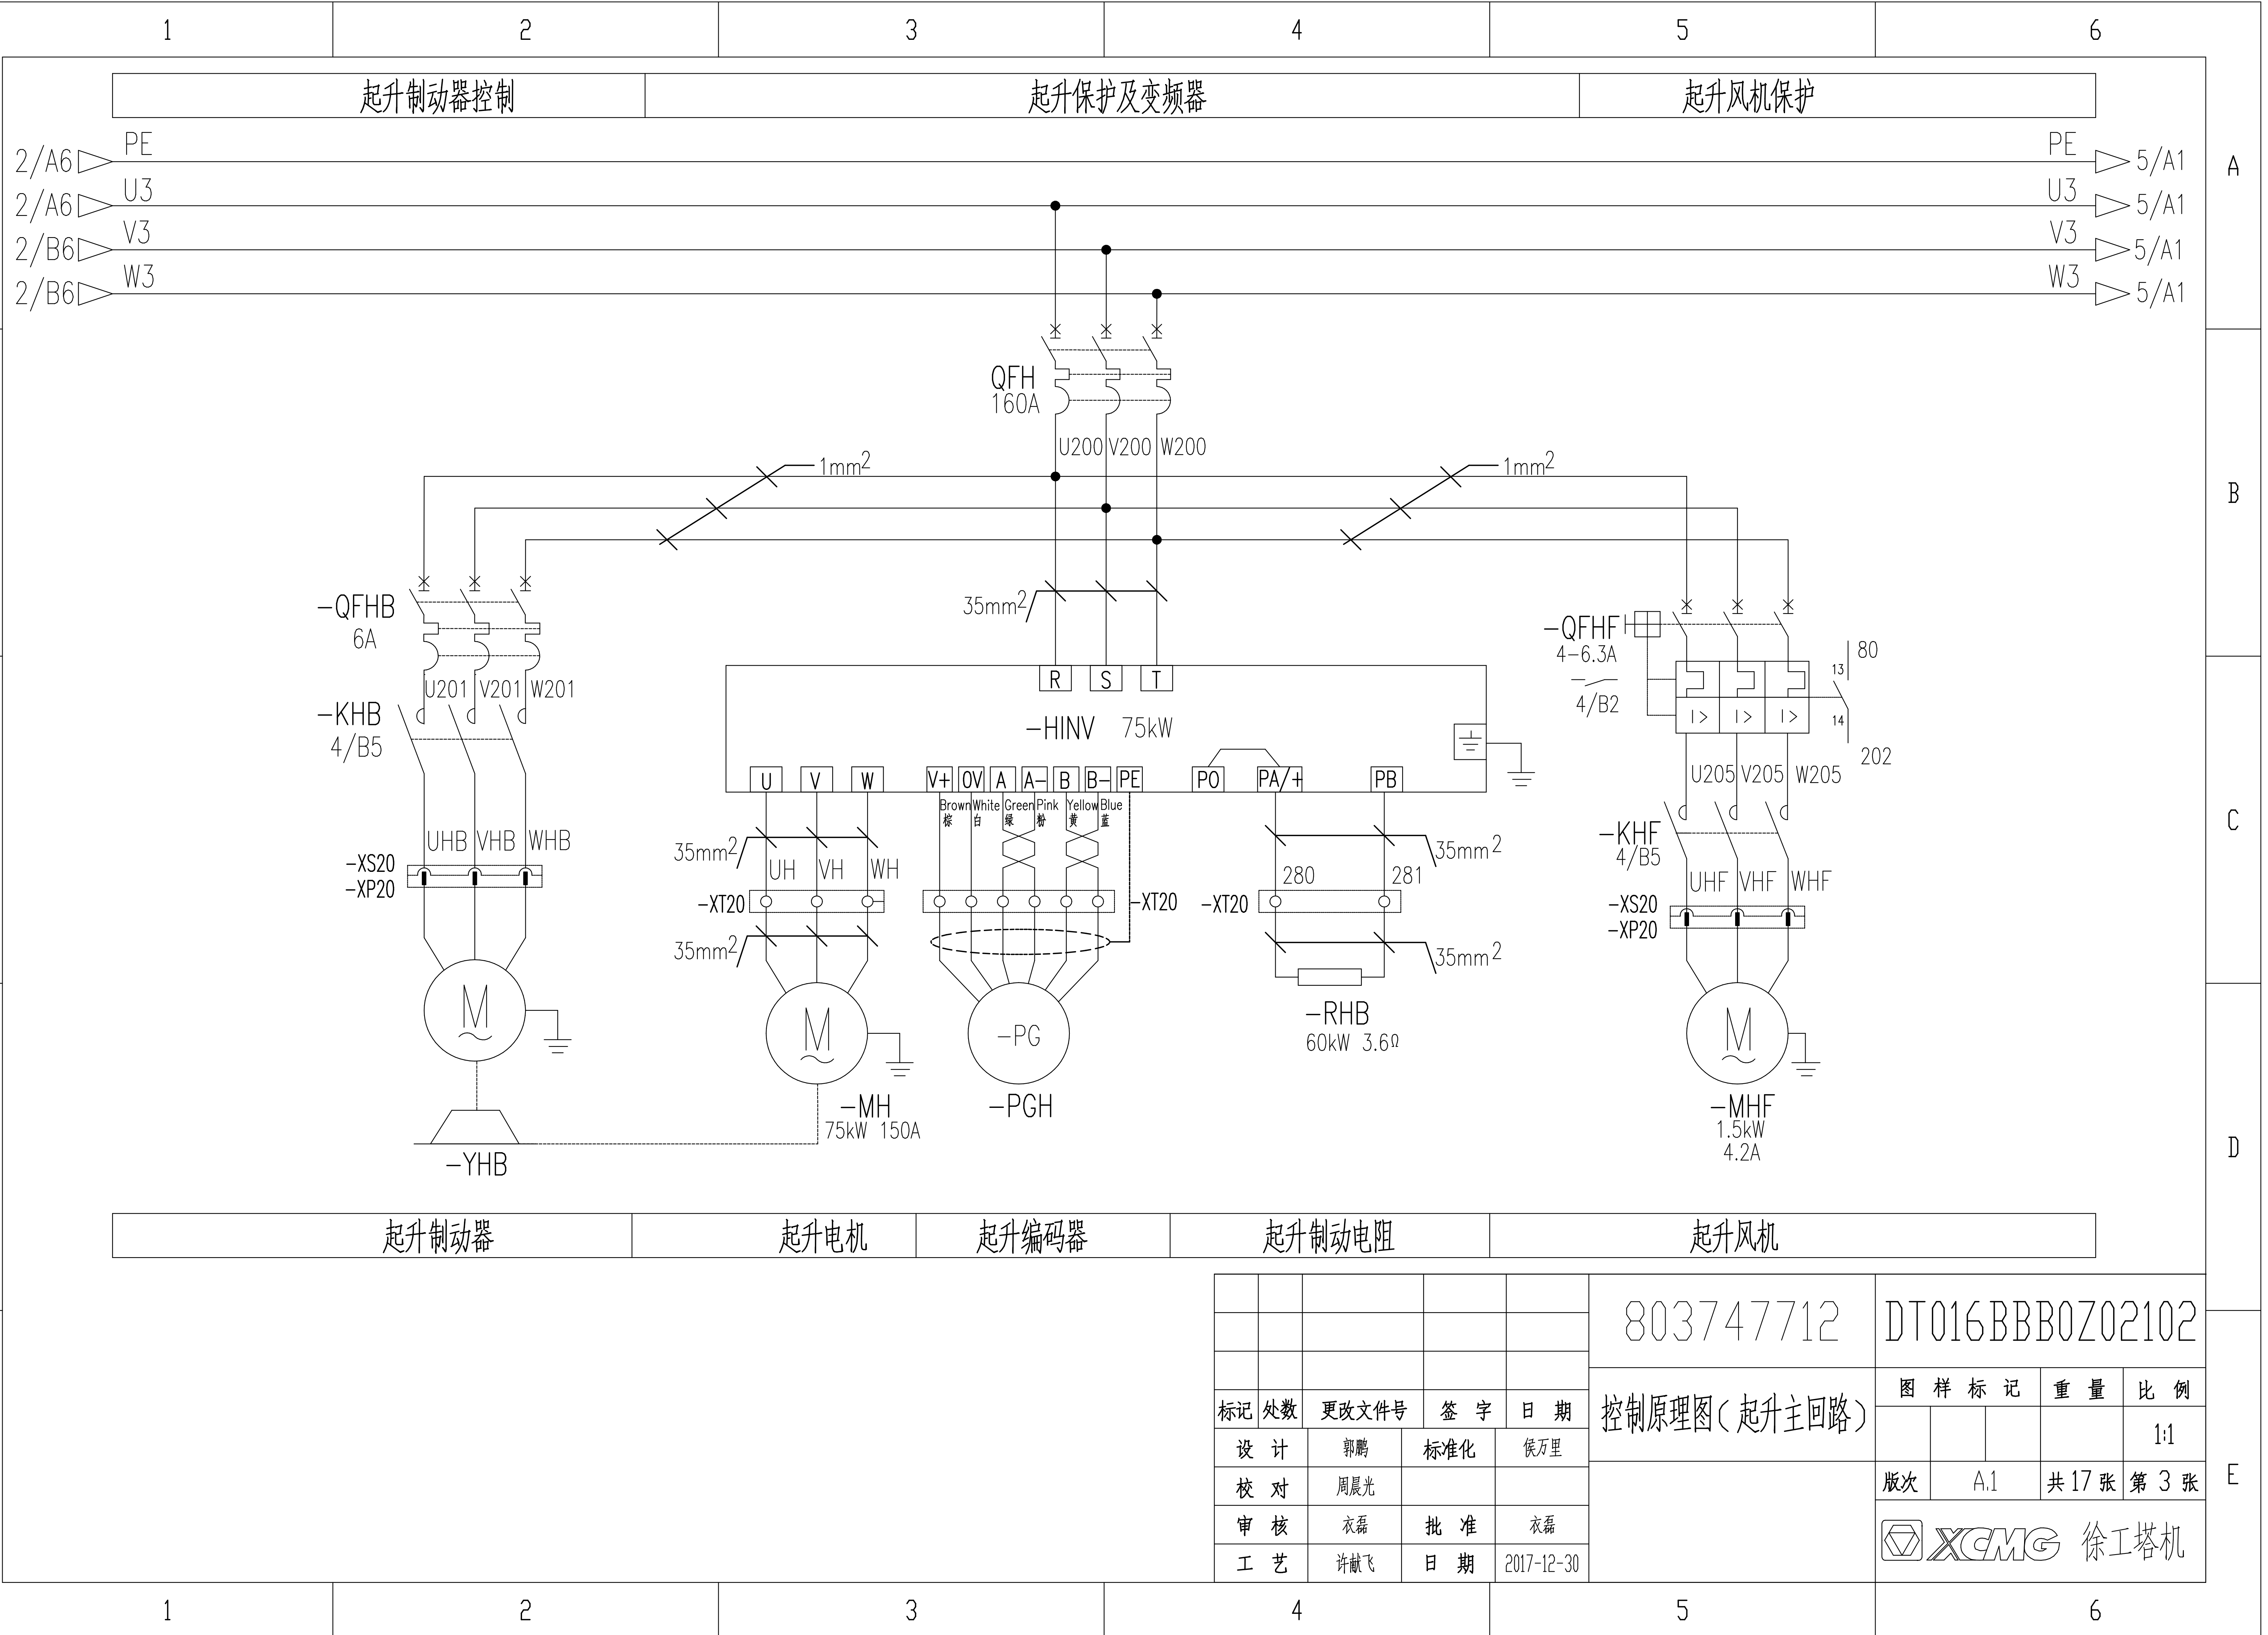 1 2 3 4 5 6
起升制动器控制 起升保护及变频器 起升风机保护
2/A6 PE PE 5/A1 A
2/A6 U3 U3 5/A1
2/B6 V3 V3 5/A1
2/B6 W3 W3 5/A1
QFH
160A
U200 V200 W200
1mm2 1mm2
B
35mm2
-QFHB
6A
-QFHF
4-6.3A
4/B2
13 80
14
202
U201 V201 W201
-KHB
4/B5
R S T
-HINV 75kW
U V W V+ 0V A A- B B- PE PO PA/+ PB
Brown White Green Pink Yellow Blue
棕 白 绿 粉 黄 蓝
U205 V205 W205
-KHF
4/B5
C
UHB VHB WHB
35mm2 35mm2
UH VH WH 280 281
UHF VHF WHF
-XS20
-XP20
-XT20 -XT20 -XT20
-XS20
-XP20
35mm2 35mm2
M M -PG M
-RHB
60kW 3.6Ω
-MH
75kW 150A
-PGH
-MHF
1.5kW
4.2A
-YHB
D
起升制动器 起升电机 起升编码器 起升制动电阻 起升风机
803747712 DT016BBB0Z02102
标记 处数 更改文件号 签 字 日 期
控制原理图(起升主回路)
图 样 标 记 重 量 比 例
1:1
设 计 郭鹏 标准化 侯万里
校 对 周晨光
版次 A.1 共 17 张 第 3 张
E
审 核 衣磊 批 准 衣磊
工 艺 许献飞 日 期 2017-12-30
XCMG 徐工塔机
1 2 3 4 5 6